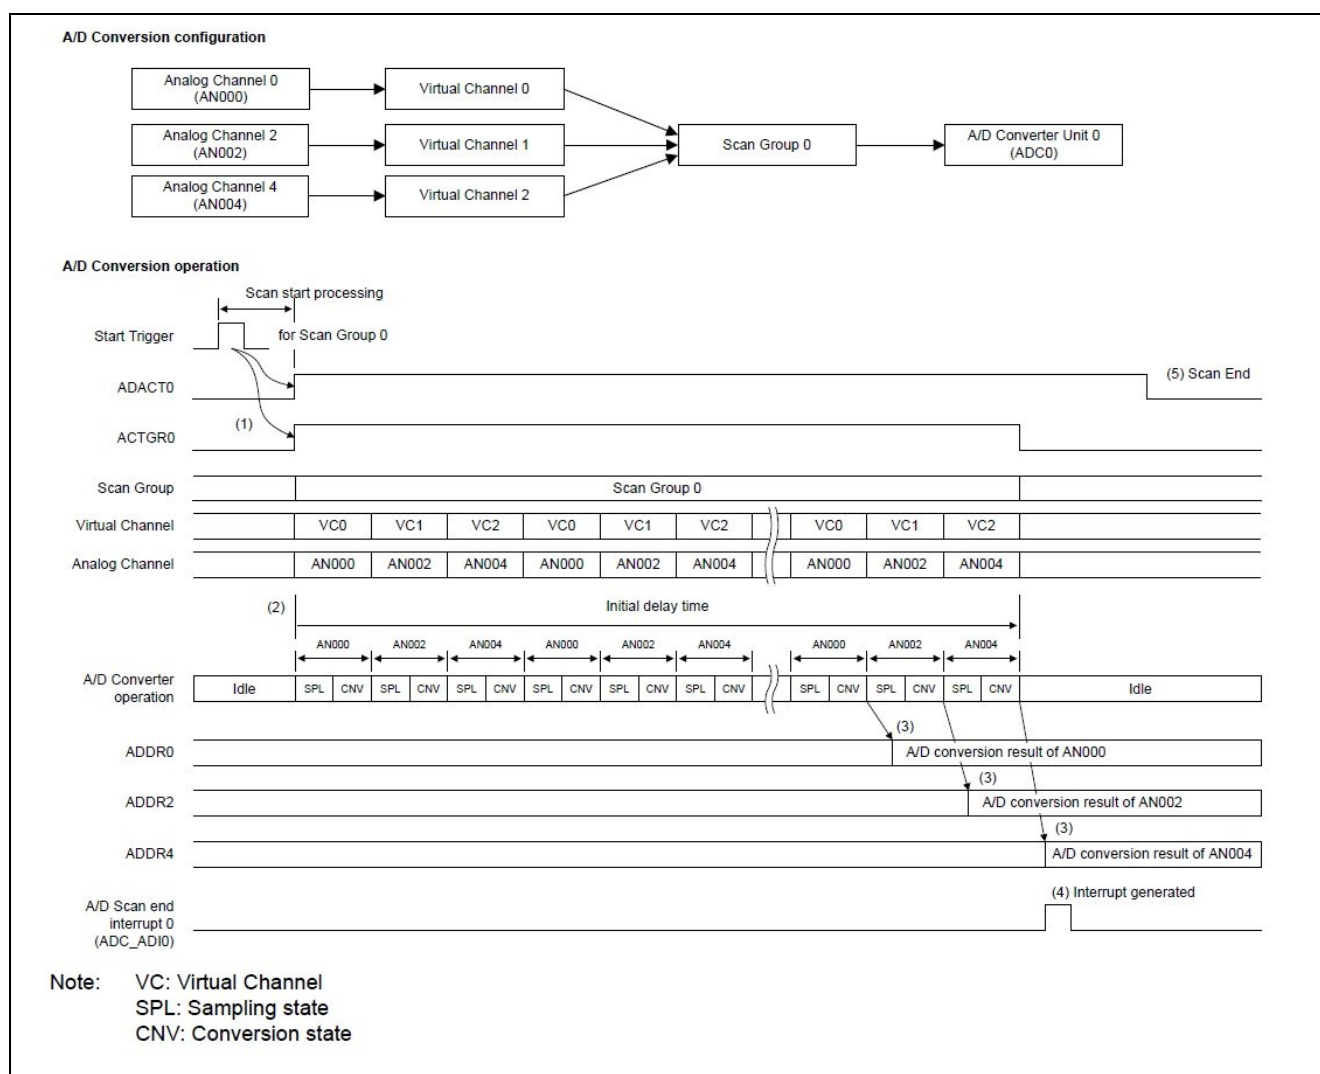 A/D Conversion configuration
Analog Channel 0
(AN000)
Virtual Channel 0
Analog Channel 2
(AN002)
Virtual Channel 1
Scan Group 0
A/D Converter Unit 0
(ADC0)
Analog Channel 4
(AN004)
Virtual Channel 2
A/D Conversion operation
Scan start processing
Start Trigger
for Scan Group 0
ADACT0
(5) Scan End
(1)
ACTGR0
Scan Group
Scan Group 0
Virtual Channel
VC0 VC1 VC2 VC0 VC1 VC2 VC0 VC1 VC2
Analog Channel
AN000 AN002 AN004 AN000 AN002 AN004 AN000 AN002 AN004
(2)
Initial delay time
AN000 AN002 AN004 AN000 AN002 AN004 AN000 AN002 AN004
A/D Converter
operation
Idle SPL CNV SPL CNV SPL CNV SPL CNV SPL CNV SPL CNV SPL CNV SPL CNV SPL CNV Idle
(3)
ADDR0
A/D conversion result of AN000
(3)
ADDR2
A/D conversion result of AN002
(3)
ADDR4
A/D conversion result of AN004
(4) Interrupt generated
A/D Scan end
interrupt 0
(ADC_ADI0)
Note: VC: Virtual Channel
SPL: Sampling state
CNV: Conversion state